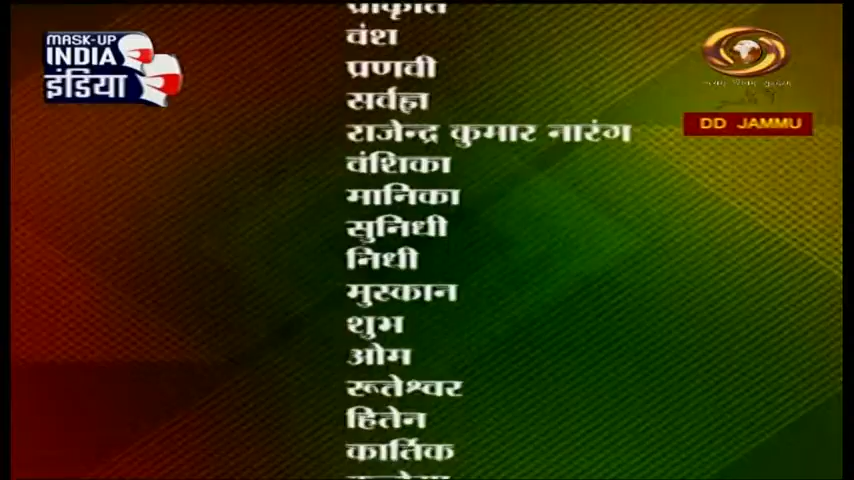 MASK-UP
INDIA
इंडिया
प्राकृति
वंश
प्रणवी
सर्वज्ञ
राजेन्द्र कुमार नारंग
वंशिका
मानिका
सुनिधी
निधी
मुस्कान
शुभ
ओम
रूतेश्वर
हितेन
कार्तिक
DD JAMMU